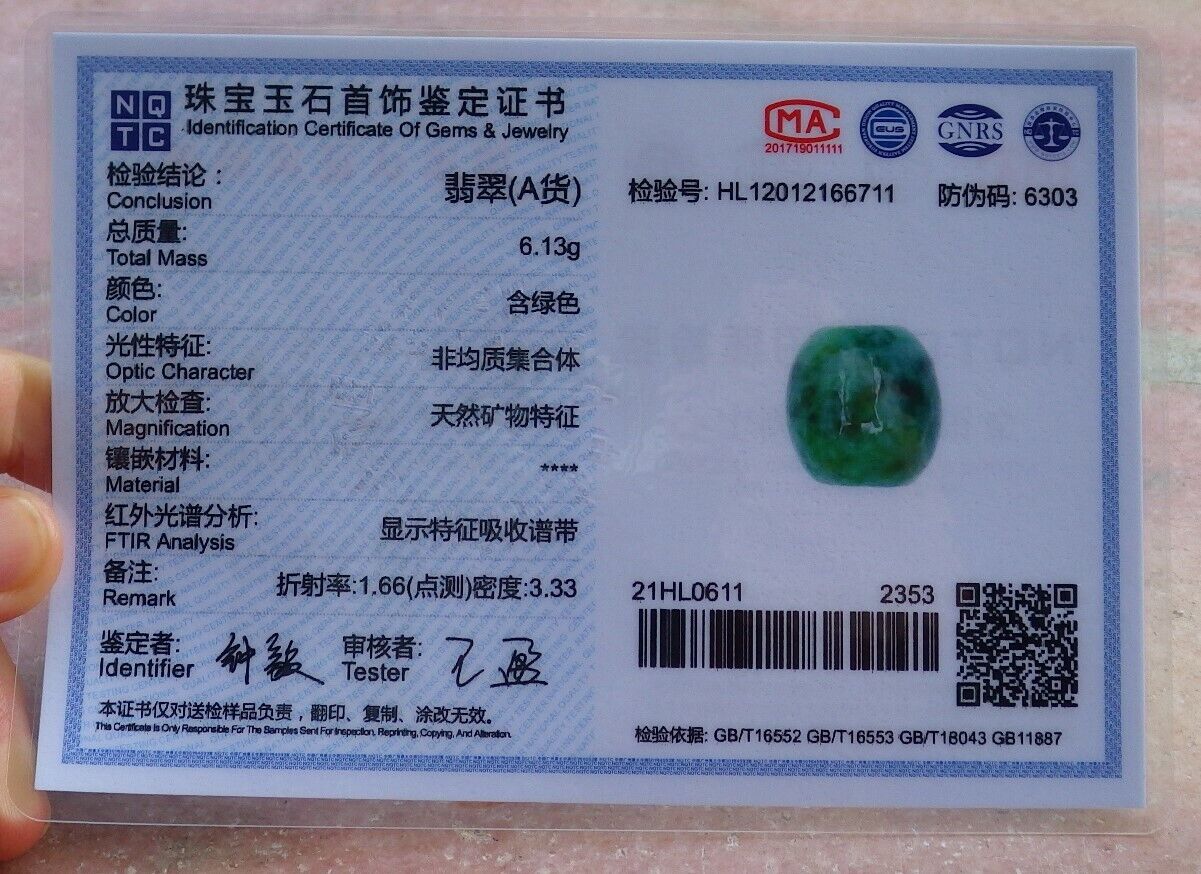 NQTC
珠宝玉石首饰鉴定证书
Identification Certificate Of Gems & Jewelry
检验结论：
Conclusion
翡翠(A货)
总质量:
Total Mass
6.13g
颜色:
Color
含绿色
光性特征:
Optic Character
非均质集合体
放大检查:
Magnification
天然矿物特征
镶嵌材料:
Material
****
红外光谱分析:
FTIR Analysis
显示特征吸收谱带
备注:
Remark
折射率:1.66(点测)密度:3.33
鉴定者:
Identifier
审核者:
Tester
本证书仅对送检样品负责，翻印、复制、涂改无效。
This Certificate Is Only Responsible For The Samples Sent For Inspection, Reprinting, Copying, And Alteration.
MA
201719011111
GNRS
检验号: HL12012166711
防伪码: 6303
21HL0611
2353
检验依据: GB/T16552 GB/T16553 GB/T18043 GB11887